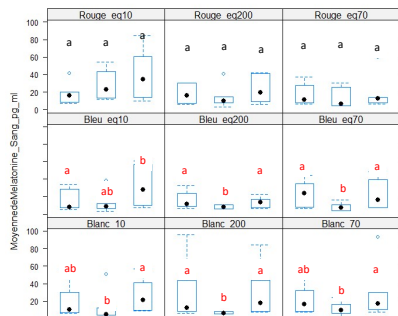 Rouge_eq10 Rouge_eq200 Rouge_eq70
100
80
60
40
20
0
a a a a a a a a a
Bleu_eq10 Bleu_eq200 Bleu_eq70
a ab b a b a a b a
Blanc_10 Blanc_200 Blanc_70
100
80
60
40
20
ab b a a b a ab b a
MoyennedeMelatonine_Sang_pg_ml